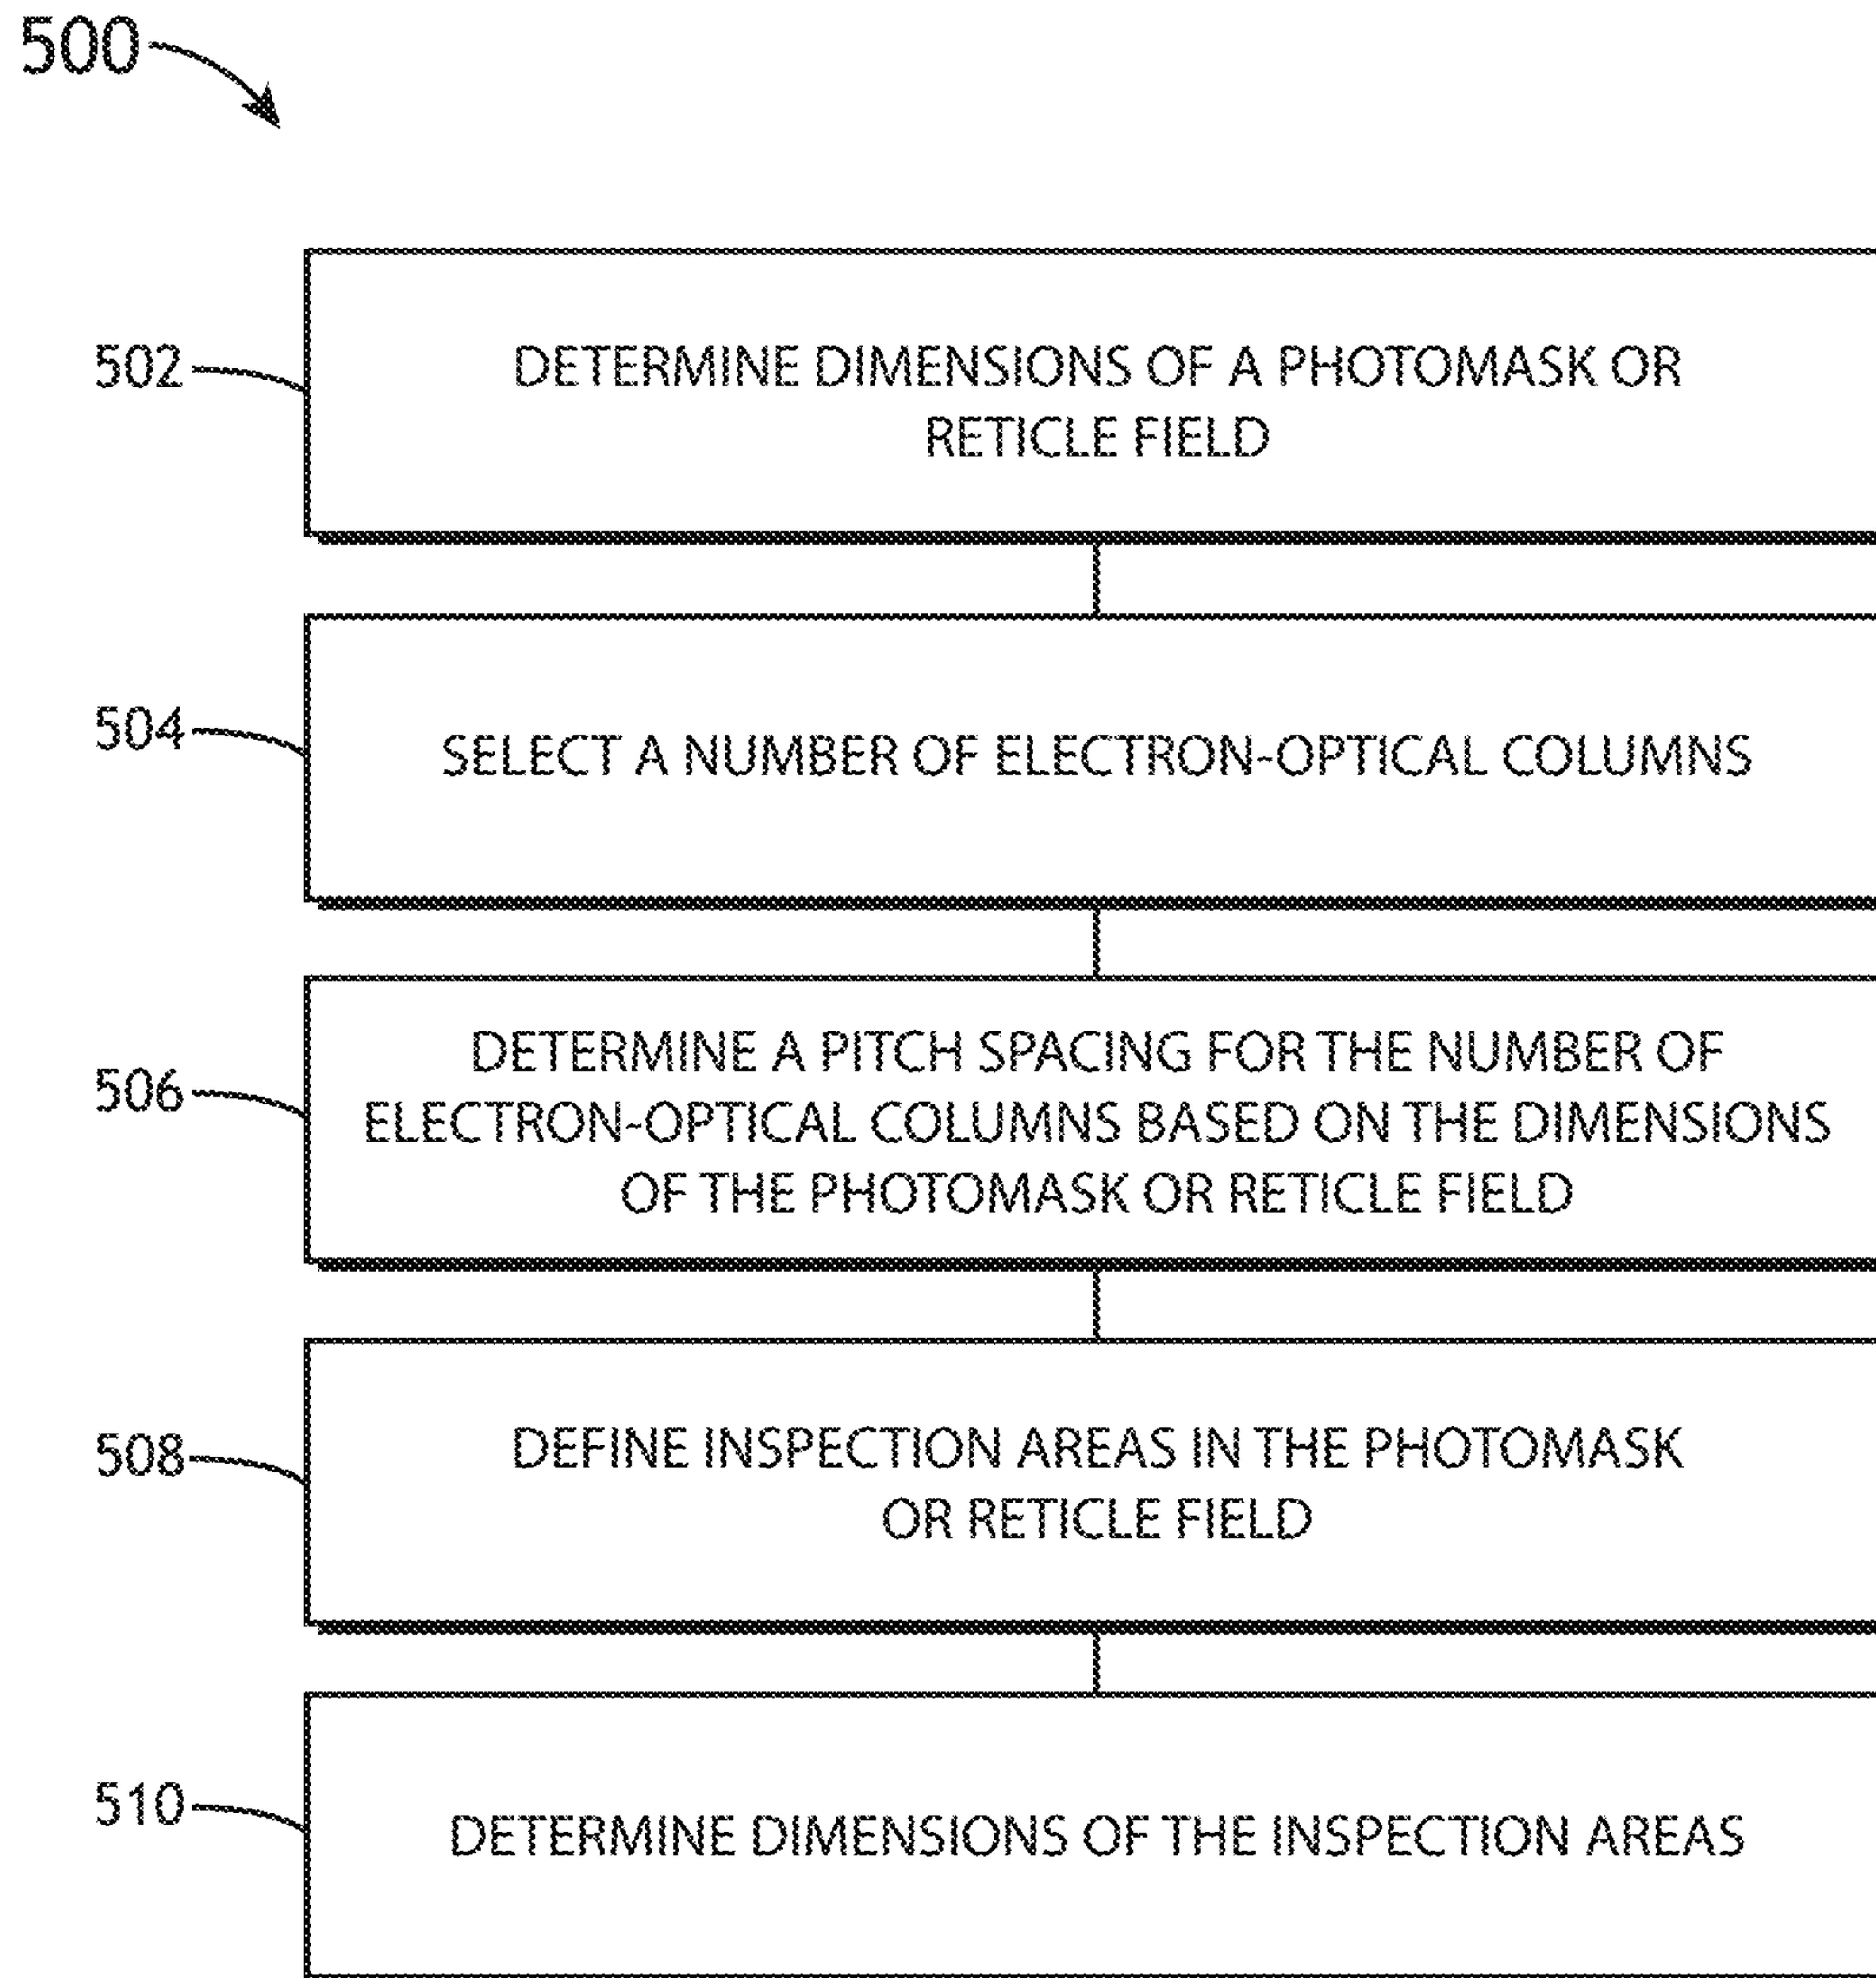 500
502
DETERMINE DIMENSIONS OF A PHOTOMASK OR
RETICLE FIELD
504
SELECT A NUMBER OF ELECTRON-OPTICAL COLUMNS
506
DETERMINE A PITCH SPACING FOR THE NUMBER OF
ELECTRON-OPTICAL COLUMNS BASED ON THE DIMENSIONS
OF THE PHOTOMASK OR RETICLE FIELD
508
DEFINE INSPECTION AREAS IN THE PHOTOMASK
OR RETICLE FIELD
510
DETERMINE DIMENSIONS OF THE INSPECTION AREAS